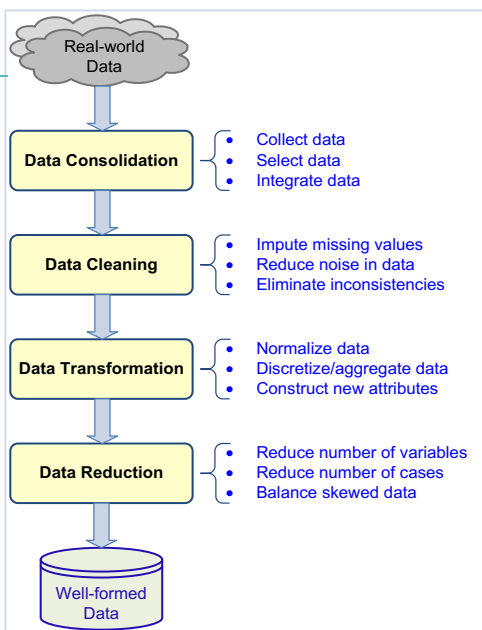 Real-world
Data
Data Consolidation
• Collect data
• Select data
• Integrate data
Data Cleaning
• Impute missing values
• Reduce noise in data
• Eliminate inconsistencies
Data Transformation
• Normalize data
• Discretize/aggregate data
• Construct new attributes
Data Reduction
• Reduce number of variables
• Reduce number of cases
• Balance skewed data
Well-formed
Data